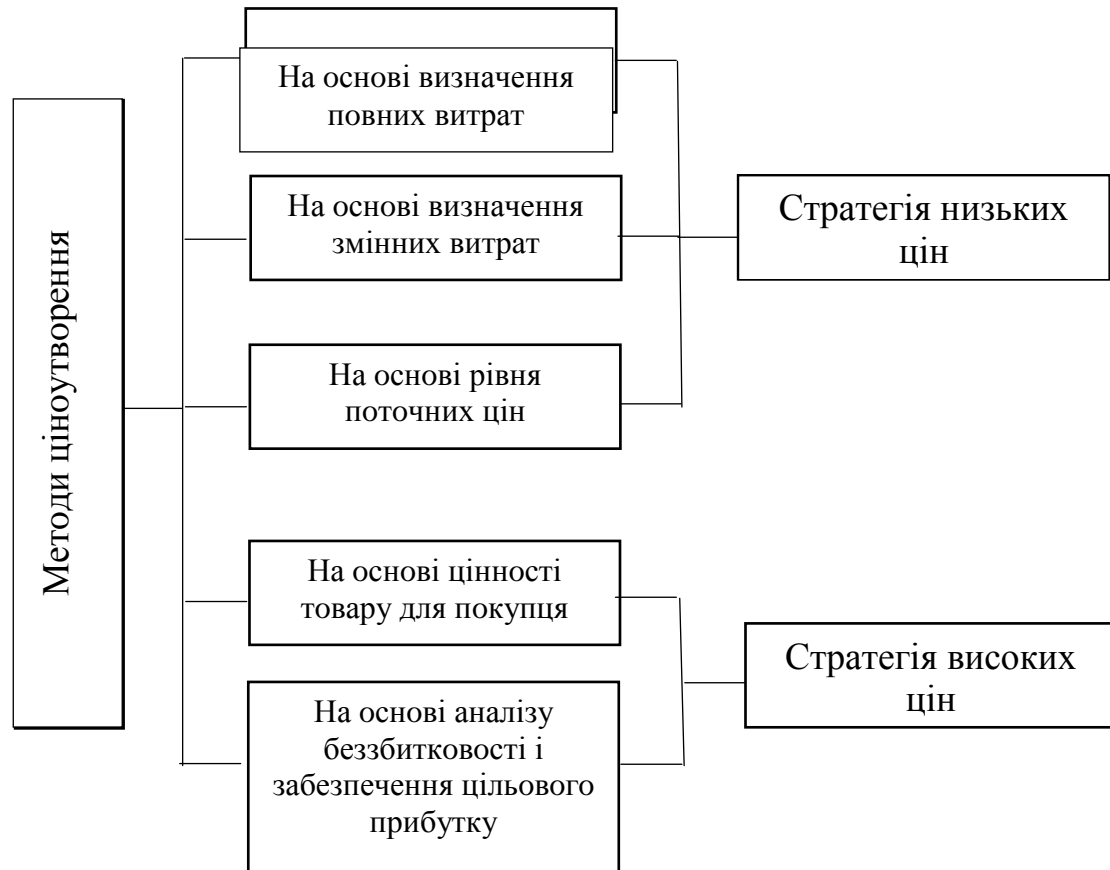 Методи ціноутворення
На основі визначення
повних витрат
На основі визначення
змінних витрат
На основі рівня
поточних цін
На основі цінності
товару для покупця
На основі аналізу
беззбитковості і
забезпечення цільового
прибутку
Стратегія низьких
цін
Стратегія високих
цін